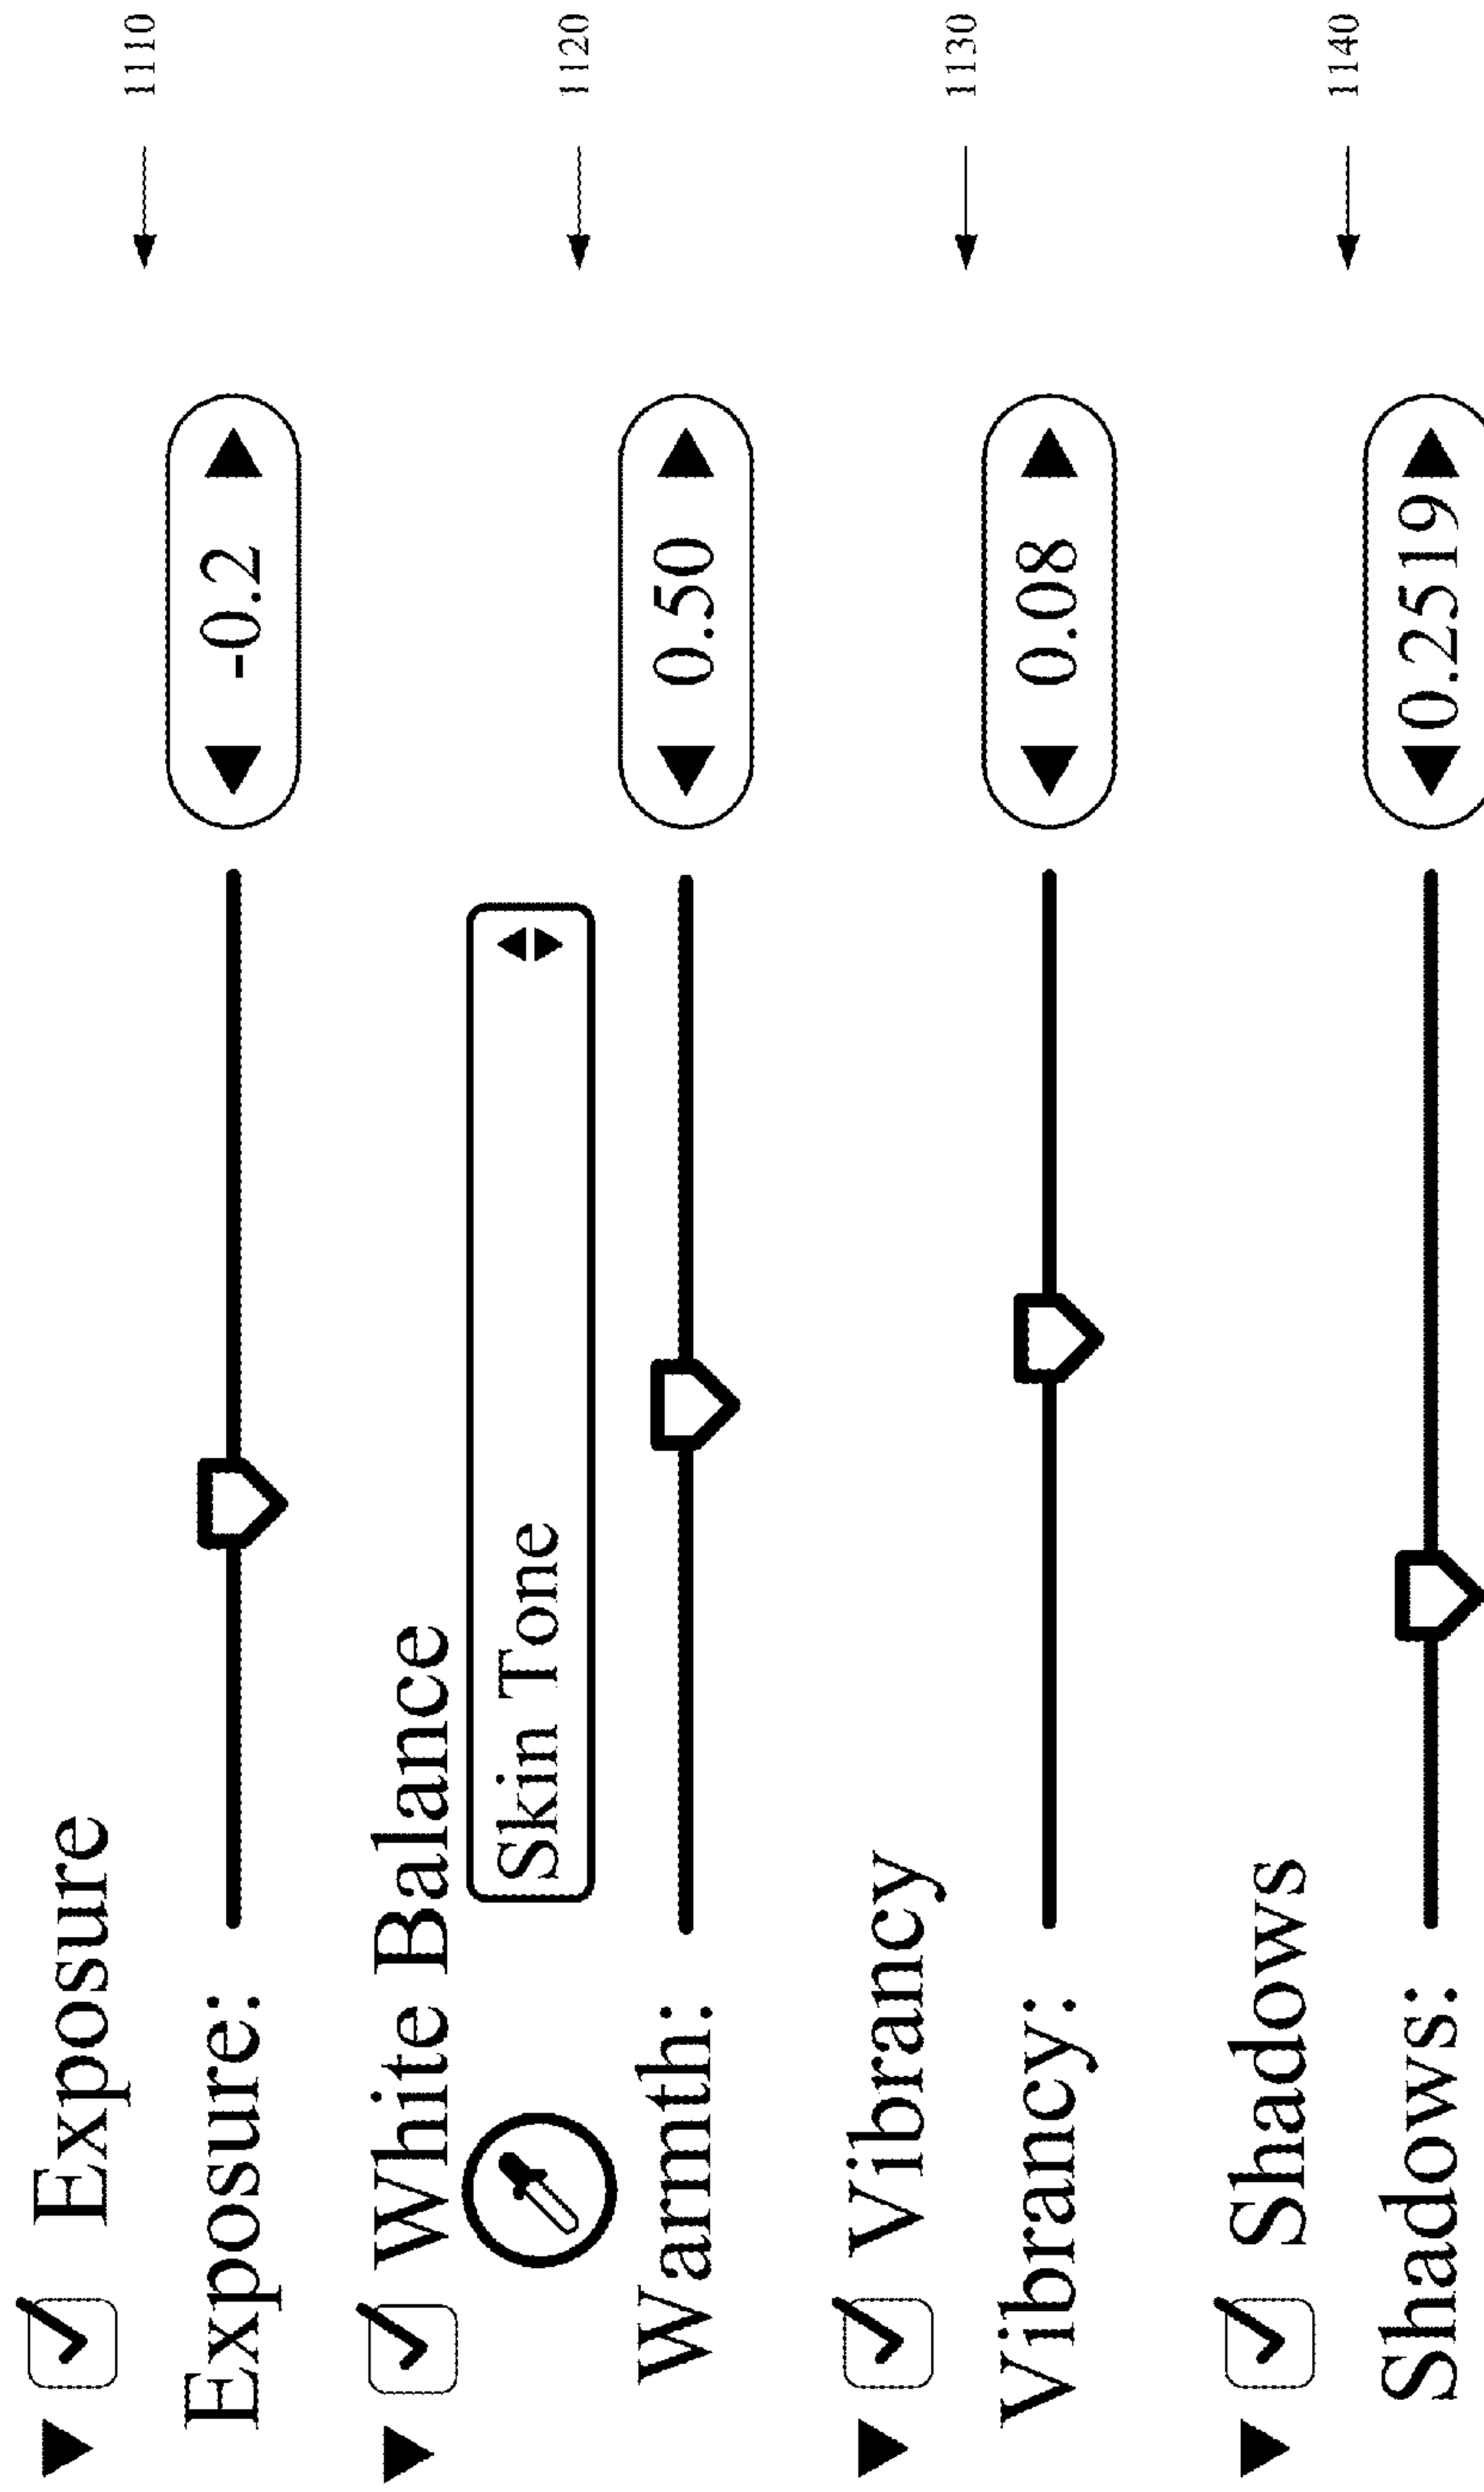 Exposure
1110
Exposure: -0.2
White Balance
Skin Tone
1120
Warmth: 0.50
Vibrancy
1130
Vibrancy: 0.08
Shadows
1140
Shadows: 0.2519